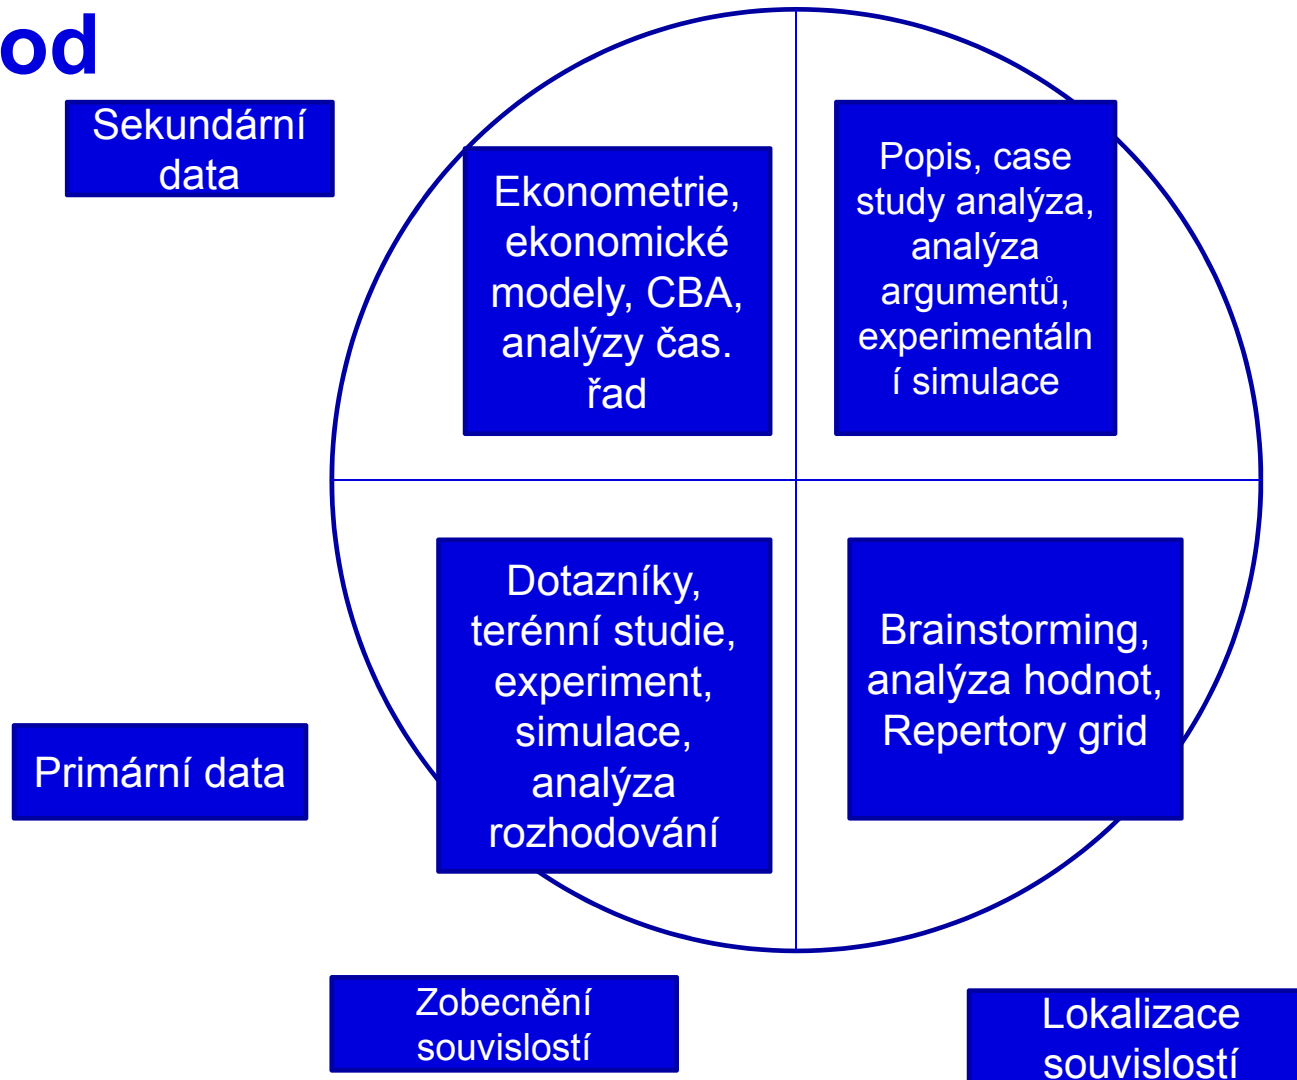 od
Sekundární
data
Ekonometrie,
ekonomické
modely, CBA,
analýzy čas.
řad
Popis, case
study analýza,
analýza
argumentů,
experimentáln
í simulace
Primární data
Dotazníky,
terénní studie,
experiment,
simulace,
analýza
rozhodování
Brainstorming,
analýza hodnot,
Repertory grid
Zobecnění
souvislostí
Lokalizace
souvislostí